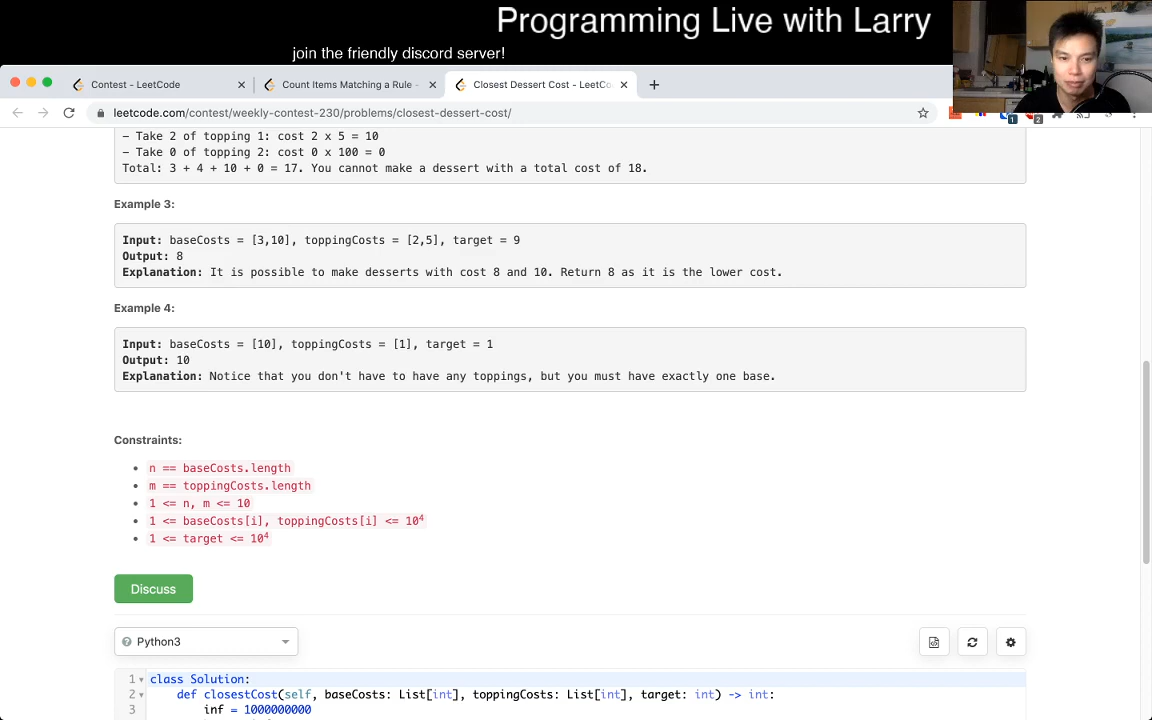 Programming Live with Larry
join the friendly discord server!
Contest - LeetCode
Count Items Matching a Rule -
Closest Dessert Cost - LeetCo
leetcode.com/contest/weekly-contest-230/problems/closest-dessert-cost/
1
2
- Take 2 of topping 1: cost 2 x 5 = 10
- Take 0 of topping 2: cost 0 x 100 = 0
Total: 3 + 4 + 10 + 0 = 17. You cannot make a dessert with a total cost of 18.
Example 3:
Input: baseCosts = [3,10], toppingCosts = [2,5], target = 9
Output: 8
Explanation: It is possible to make desserts with cost 8 and 10. Return 8 as it is the lower cost.
Example 4:
Input: baseCosts = [10], toppingCosts = [1], target = 1
Output: 10
Explanation: Notice that you don't have to have any toppings, but you must have exactly one base.
Constraints:
• n == baseCosts.length
• m == toppingCosts.length
• 1 <= n, m <= 10
• 1 <= baseCosts[i], toppingCosts[i] <= 10⁴
• 1 <= target <= 10⁴
Discuss
Python3
1 class Solution:
2 def closestCost(self, baseCosts: List[int], toppingCosts: List[int], target: int) -> int:
3 inf = 1000000000